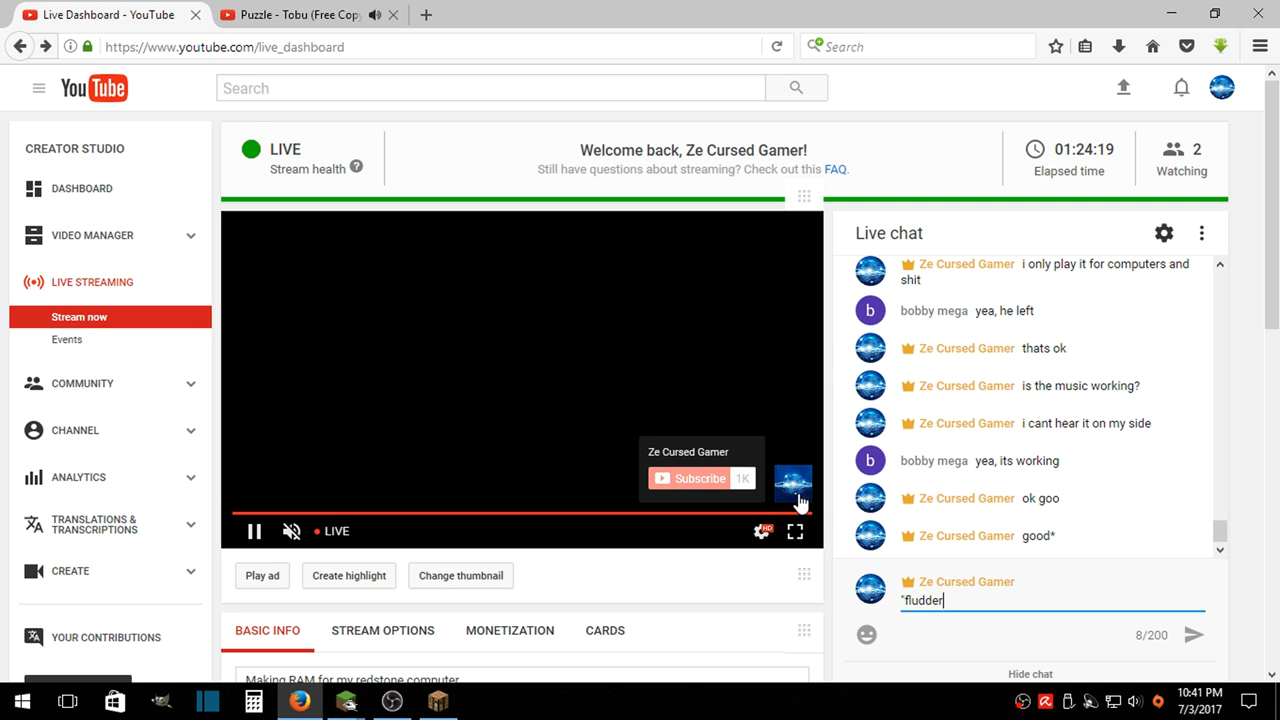 Live Dashboard - YouTube
Puzzle - Tobu (Free Copy
https://www.youtube.com/live_dashboard
Search
YouTube
Search
CREATOR STUDIO
DASHBOARD
VIDEO MANAGER
LIVE STREAMING
Stream now
Events
COMMUNITY
CHANNEL
ANALYTICS
TRANSLATIONS &
TRANSCRIPTIONS
CREATE
YOUR CONTRIBUTIONS
LIVE
Stream health ?
Welcome back, Ze Cursed Gamer!
Still have questions about streaming? Check out this FAQ.
01:24:19
Elapsed time
2
Watching
Ze Cursed Gamer
Subscribe 1K
LIVE
HD
Play ad
Create highlight
Change thumbnail
BASIC INFO
STREAM OPTIONS
MONETIZATION
CARDS
Making RAM for my redstone computer
Live chat
Ze Cursed Gamer i only play it for computers and
shit
b bobby mega yea, he left
Ze Cursed Gamer thats ok
Ze Cursed Gamer is the music working?
Ze Cursed Gamer i cant hear it on my side
b bobby mega yea, its working
Ze Cursed Gamer ok goo
Ze Cursed Gamer good*
Ze Cursed Gamer
"fludder
8/200
Hide chat
10:41 PM
7/3/2017